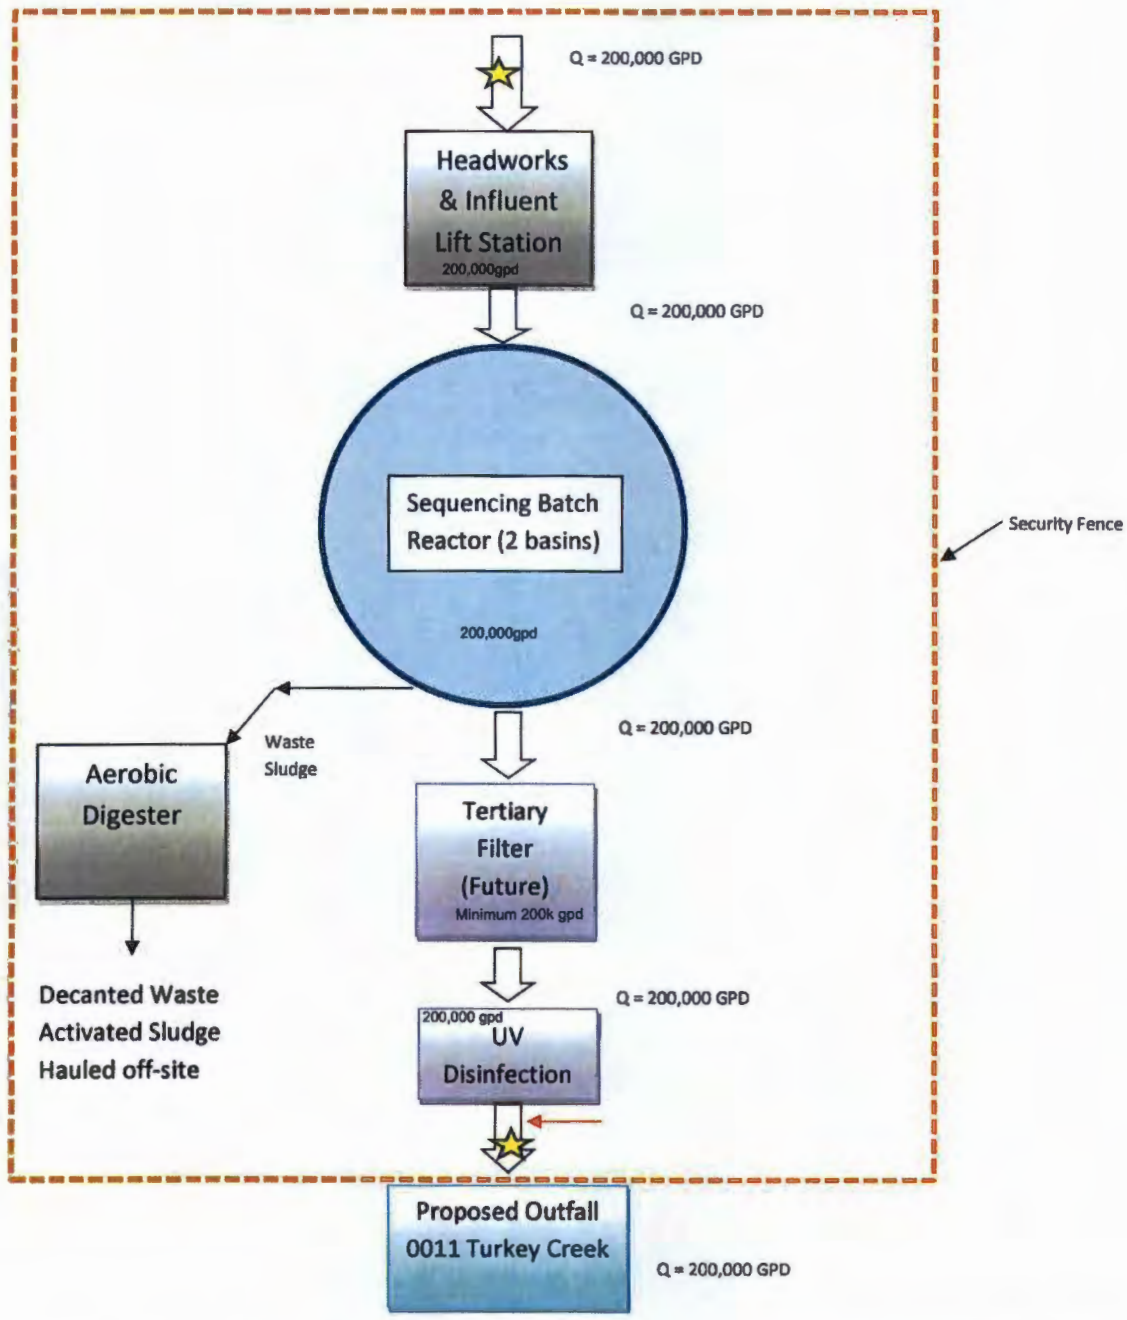 Q = 200,000 GPD
Headworks
& Influent
Lift Station
200,000gpd
Q = 200,000 GPD
Sequencing Batch
Reactor (2 basins)
200,000gpd
Security Fence
Q = 200,000 GPD
Waste
Sludge
Aerobic
Digester
Tertiary
Filter
(Future)
Minimum 200k gpd
Decanted Waste
Activated Sludge
Hauled off-site
Q = 200,000 GPD
200,000 gpd
UV
Disinfection
Proposed Outfall
0011 Turkey Creek
Q = 200,000 GPD